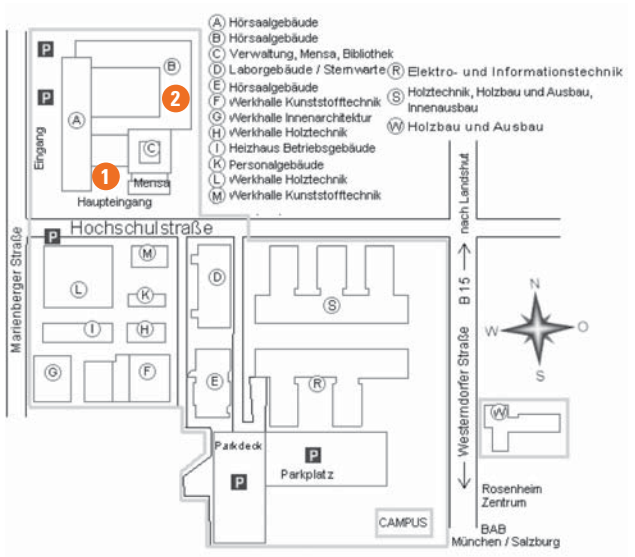 A Hörsaalgebäude
B Hörsaalgebäude
C Verwaltung, Mensa, Bibliothek
D Laborgebäude / Sternwarte
E Hörsaalgebäude
F Werkhalle Kunststofftechnik
G Werkhalle Innenarchitektur
H Werkhalle Holztechnik
I Heizhaus Betriebsgebäude
K Personalgebäude
L Werkhalle Holztechnik
M Werkhalle Kunststofftechnik
R Elektro- und Informationstechnik
S Holztechnik, Holzbau und Ausbau,
Innenausbau
W Holzbau und Ausbau
P
P
B
2
A
C
1
Mensa
Eingang
Haupteingang
Hochschulstraße
P
Marienberger Straße
nach Landshut
B 15
Westerndorfer Straße
M
L
K
I
H
G
F
D
E
S
R
N
W
O
S
W
Parkdeck
P
P
Parkplatz
CAMPUS
Rosenheim
Zentrum
BAB
München / Salzburg